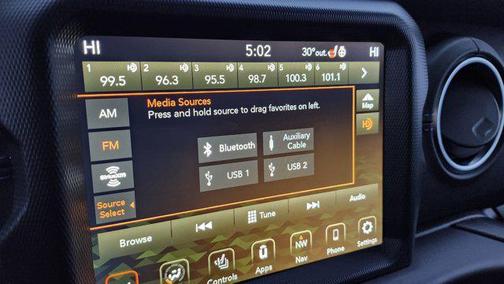 HI 5:02 30°out. HI
1 2 3 4 5 6
99.5 96.3 95.5 98.7 100.3 101.1
AM
FM
SiriusXM
Source
Select
Media Sources
Press and hold source to drag favorites on left.
Bluetooth
Auxiliary
Cable
USB 1
USB 2
Map
Browse
Tune
Audio
Controls
Apps
NW
Nav
Phone
Settings